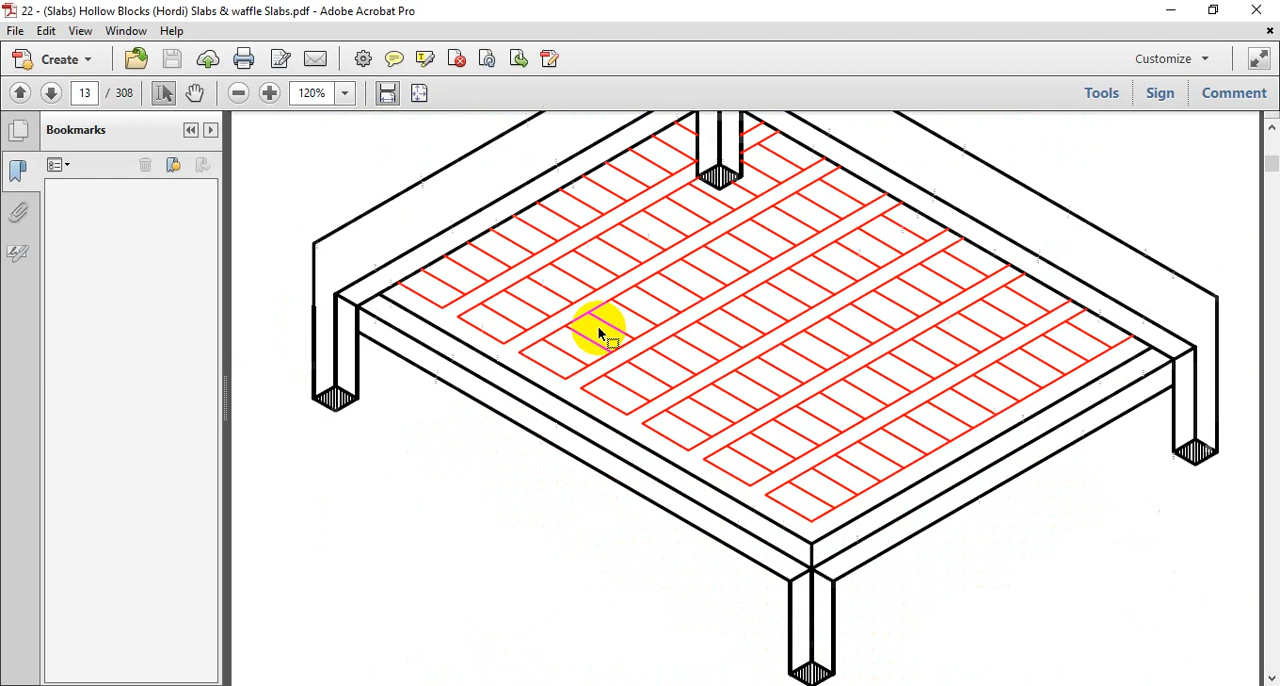 22 - (Slabs) Hollow Blocks (Hordi) Slabs & waffle Slabs.pdf - Adobe Acrobat Pro
File Edit View Window Help
Create Customize
13 / 308 120% Tools Sign Comment
Bookmarks